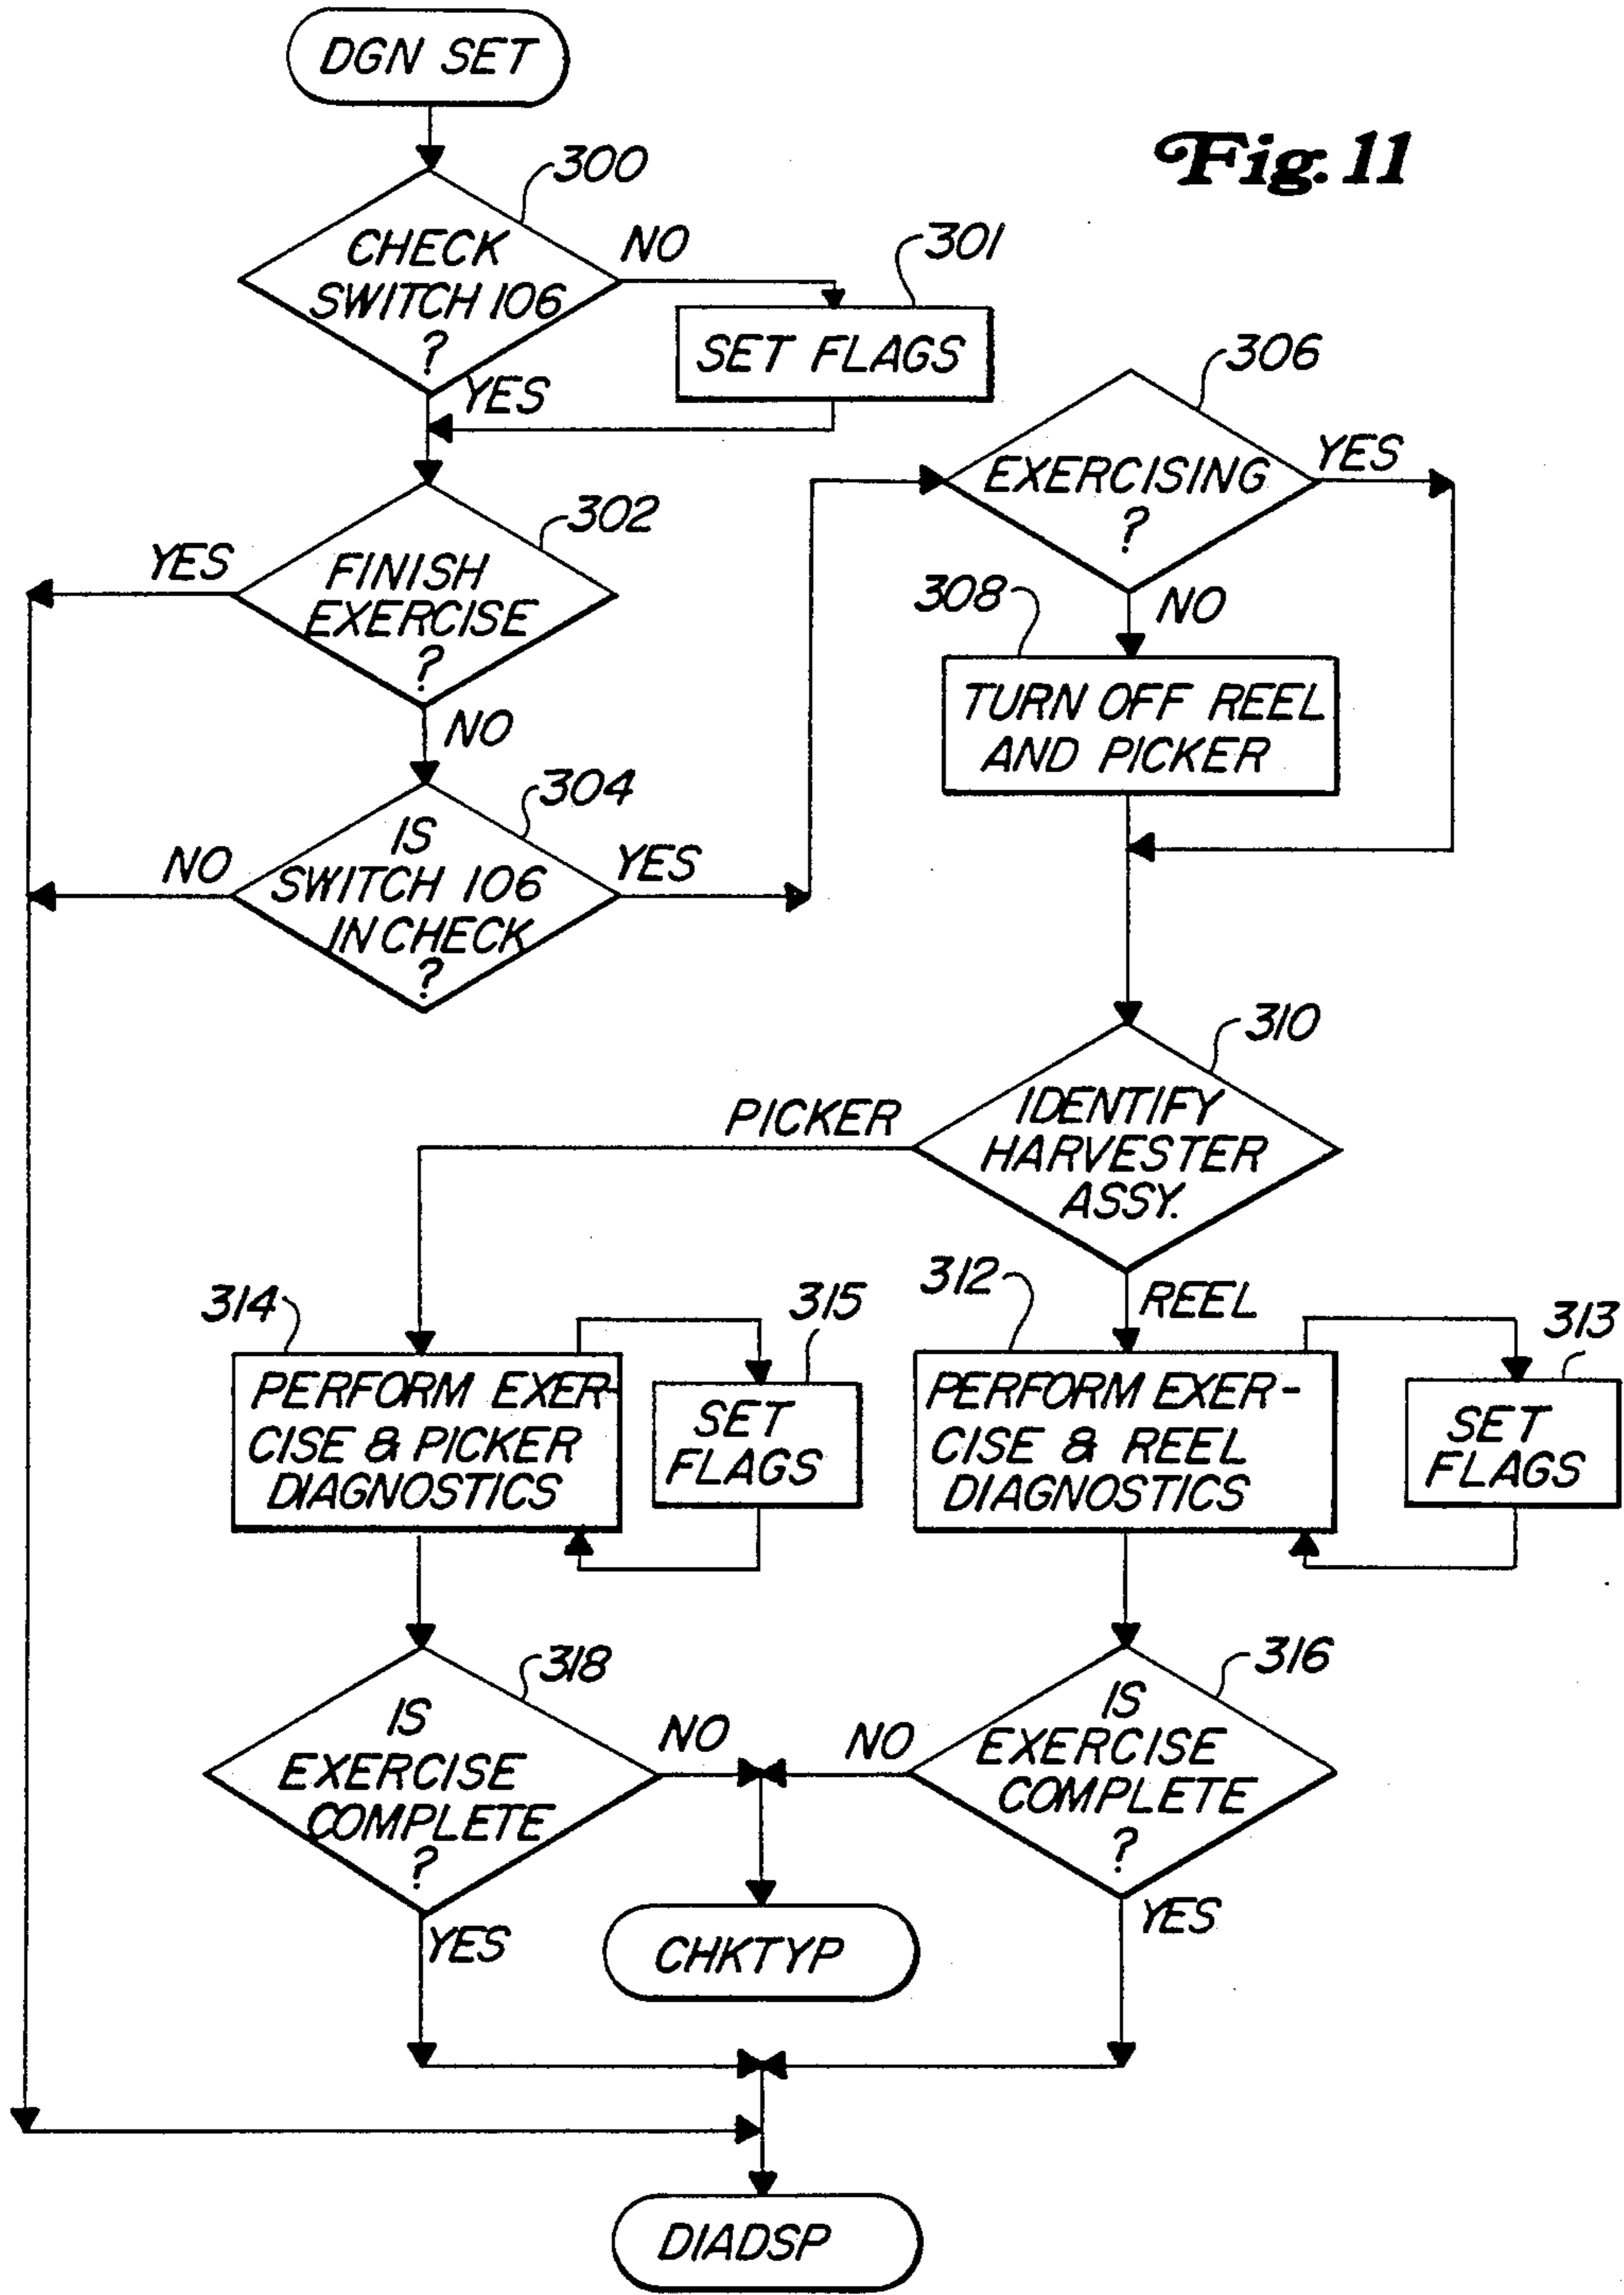 DGN SET
Fig. 11
300
CHECK
SWITCH 106
?
NO
301
SET FLAGS
YES
306
EXERCISING
?
YES
302
YES
FINISH
EXERCISE
?
308
NO
TURN OFF REEL
AND PICKER
NO
304
NO
IS
SWITCH 106
IN CHECK
?
YES
310
PICKER
IDENTIFY
HARVESTER
ASSY.
314
315
312
REEL
313
PERFORM EXER-
CISE & PICKER
DIAGNOSTICS
SET
FLAGS
PERFORM EXER-
CISE & REEL
DIAGNOSTICS
SET
FLAGS
318
IS
EXERCISE
COMPLETE
?
NO
NO
316
IS
EXERCISE
COMPLETE
?
YES
CHKTYP
YES
DIADSP